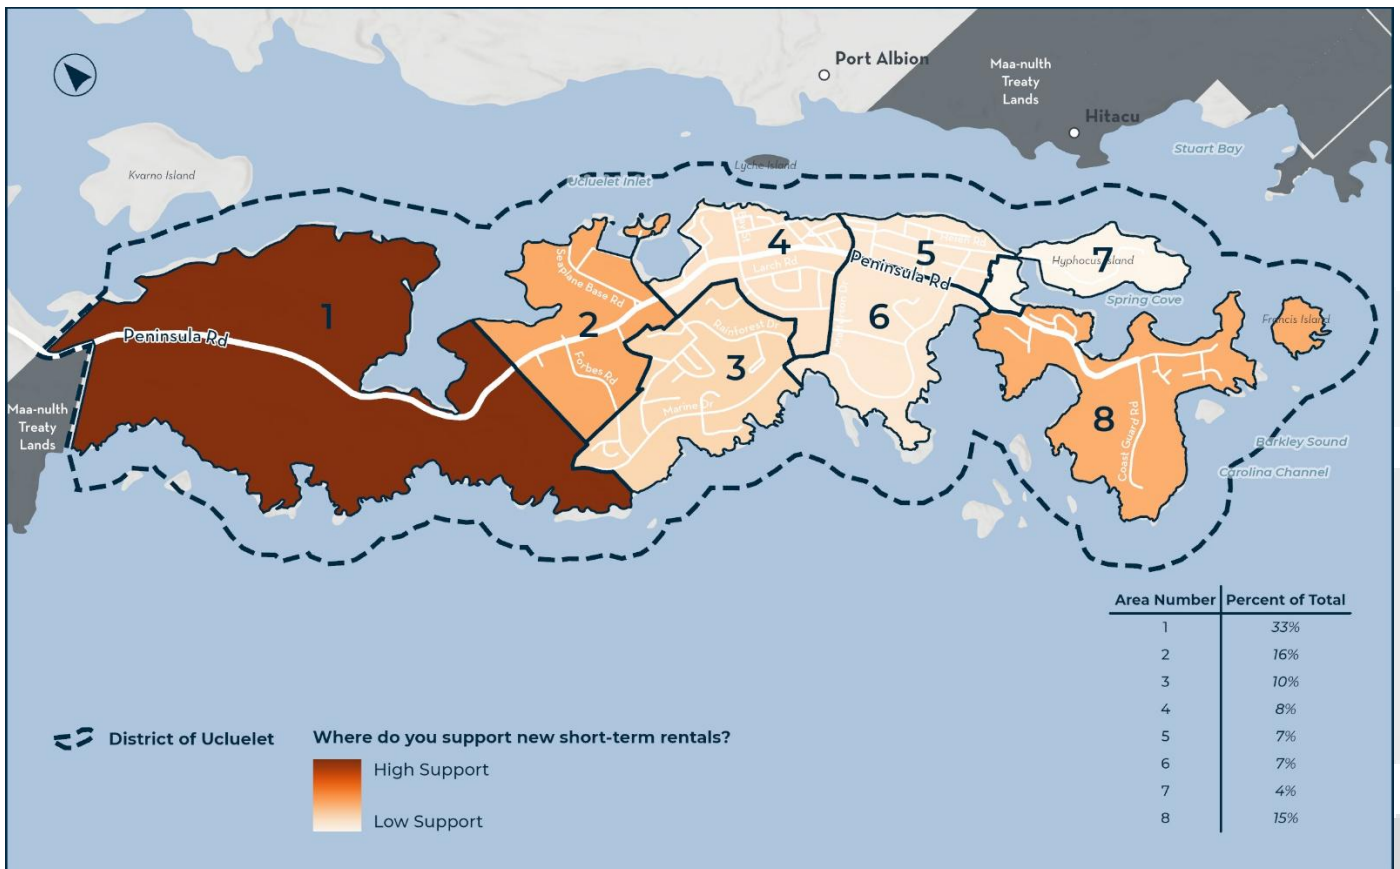 Port Albion
Maa-nulth
Treaty
Lands
Hitacu
Stuart Bay
Kvarno Island
Lyche Island
Ucluelet Inlet
4
5
7
Larch Rd
Peninsula Rd
Hyphocus Island
Seaplane Base Rd
Spring Cove
1
2
6
Francis Island
Peninsula Rd
Rainforest Dr
3
Forbes Rd
Marine Dr
8
Maa-nulth
Treaty
Lands
Coast Guard Rd
Barkley Sound
Carolina Channel
Area Number Percent of Total
1 33%
2 16%
3 10%
4 8%
5 7%
6 7%
7 4%
8 15%
District of Ucluelet
Where do you support new short-term rentals?
High Support
Low Support